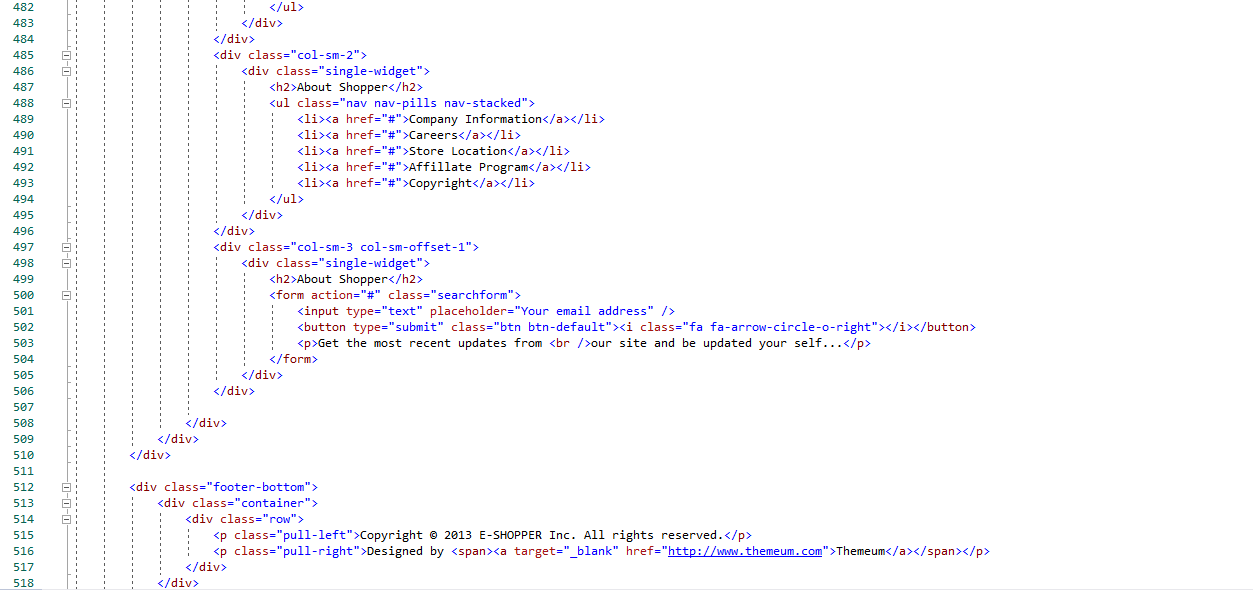 482 </ul>
483 </div>
484 </div>
485 <div class="col-sm-2">
486 <div class="single-widget">
487 <h2>About Shopper</h2>
488 <ul class="nav nav-pills nav-stacked">
489 <li><a href="#">Company Information</a></li>
490 <li><a href="#">Careers</a></li>
491 <li><a href="#">Store Location</a></li>
492 <li><a href="#">Affillate Program</a></li>
493 <li><a href="#">Copyright</a></li>
494 </ul>
495 </div>
496 </div>
497 <div class="col-sm-3 col-sm-offset-1">
498 <div class="single-widget">
499 <h2>About Shopper</h2>
500 <form action="#" class="searchform">
501 <input type="text" placeholder="Your email address" />
502 <button type="submit" class="btn btn-default"><i class="fa fa-arrow-circle-o-right"></i></button>
503 <p>Get the most recent updates from <br />our site and be updated your self...</p>
504 </form>
505 </div>
506 </div>
507
508 </div>
509 </div>
510 </div>
511
512 <div class="footer-bottom">
513 <div class="container">
514 <div class="row">
515 <p class="pull-left">Copyright © 2013 E-SHOPPER Inc. All rights reserved.</p>
516 <p class="pull-right">Designed by <span><a target="_blank" href="http://www.themeum.com">Themeum</a></span></p>
517 </div>
518 </div>